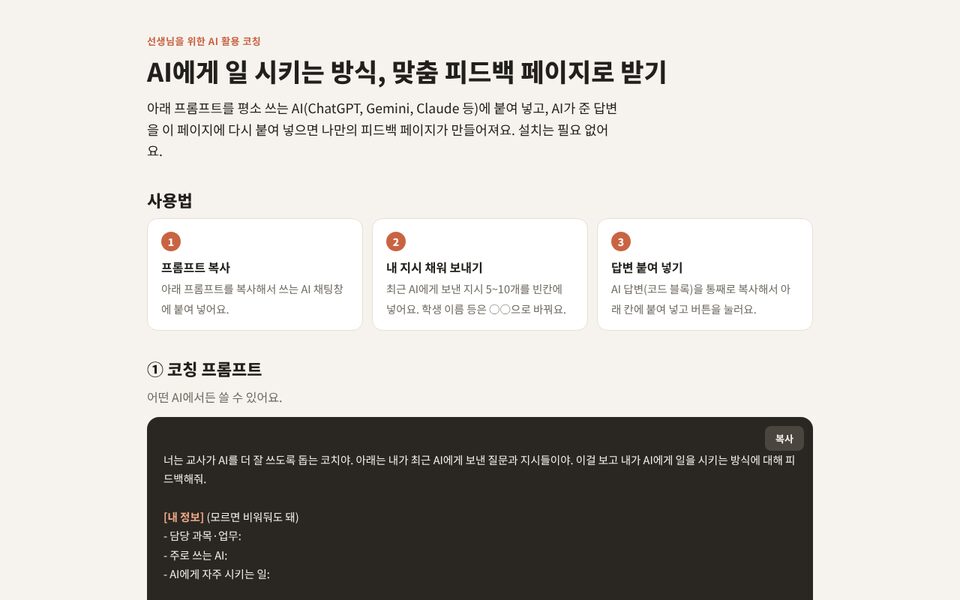 선생님을 위한 AI 활용 코칭
AI에게 일 시키는 방식, 맞춤 피드백 페이지로 받기
아래 프롬프트를 평소 쓰는 AI(ChatGPT, Gemini, Claude 등)에 붙여 넣고, AI가 준 답변
을 이 페이지에 다시 붙여 넣으면 나만의 피드백 페이지가 만들어져요. 설치는 필요 없어
요.
사용법
1
프롬프트 복사
아래 프롬프트를 복사해서 쓰는 AI 채팅창
에 붙여 넣어요.
2
내 지시 채워 보내기
최근 AI에게 보낸 지시 5~10개를 빈칸에
넣어요. 학생 이름 등은 ○○으로 바꿔요.
3
답변 붙여 넣기
AI 답변(코드 블록)을 통째로 복사해서 아
래 칸에 붙여 넣고 버튼을 눌러요.
① 코칭 프롬프트
어떤 AI에서든 쓸 수 있어요.
복사
너는 교사가 AI를 더 잘 쓰도록 돕는 코치야. 아래는 내가 최근 AI에게 보낸 질문과 지시들이야. 이걸 보고 내가 AI에게 일을 시키는 방식에 대해 피
드백해줘.
[내 정보] (모르면 비워둬도 돼)
- 담당 과목·업무:
- 주로 쓰는 AI:
- AI에게 자주 시키는 일: